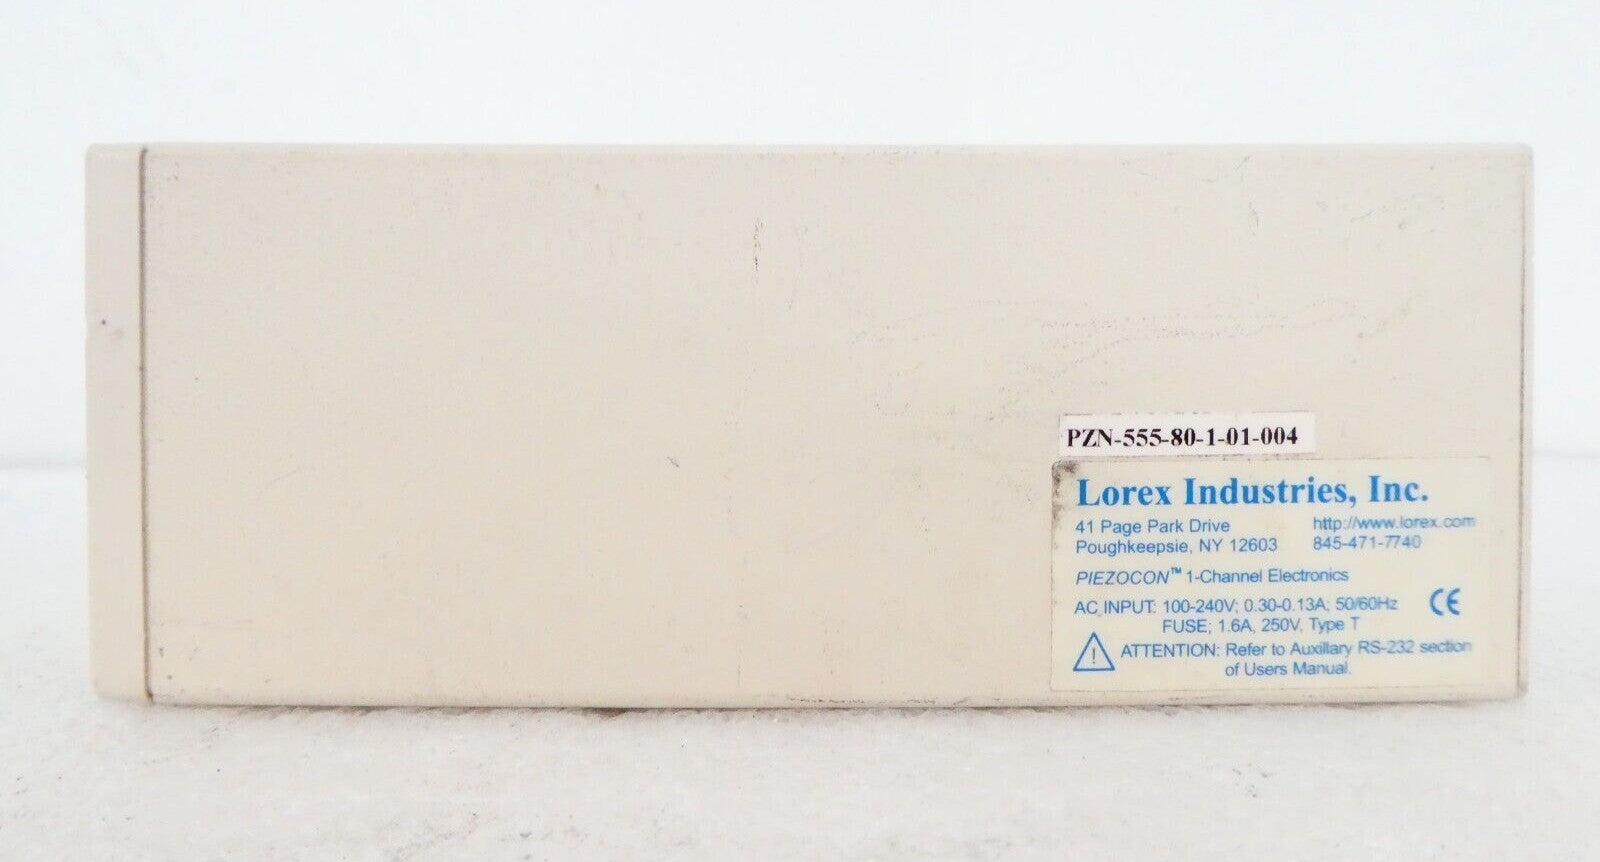 PZN-555-80-1-01-004
Lorex Industries, Inc.
41 Page Park Drive http://www.lorex.com
Poughkeepsie, NY 12603 845-471-7740
PIEZOCON™ 1-Channel Electronics
AC INPUT: 100-240V; 0.30-0.13A; 50/60Hz CE
FUSE; 1.6A, 250V, Type T
! ATTENTION: Refer to Auxillary RS-232 section
of Users Manual.